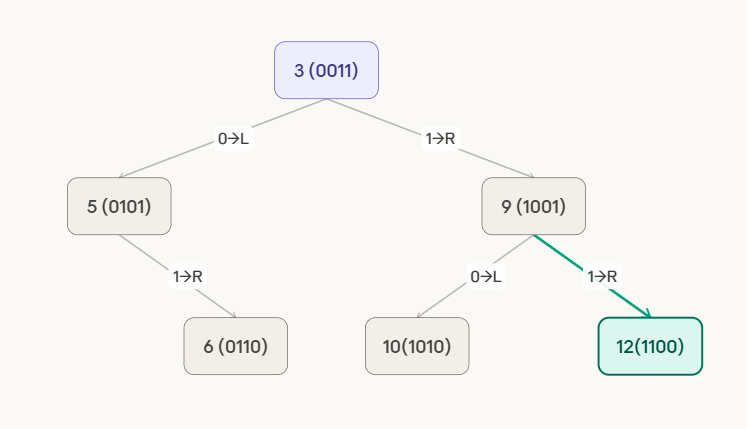 3 (0011)
0→L
1→R
5 (0101)
9 (1001)
1→R
0→L
1→R
6 (0110)
10(1010)
12(1100)